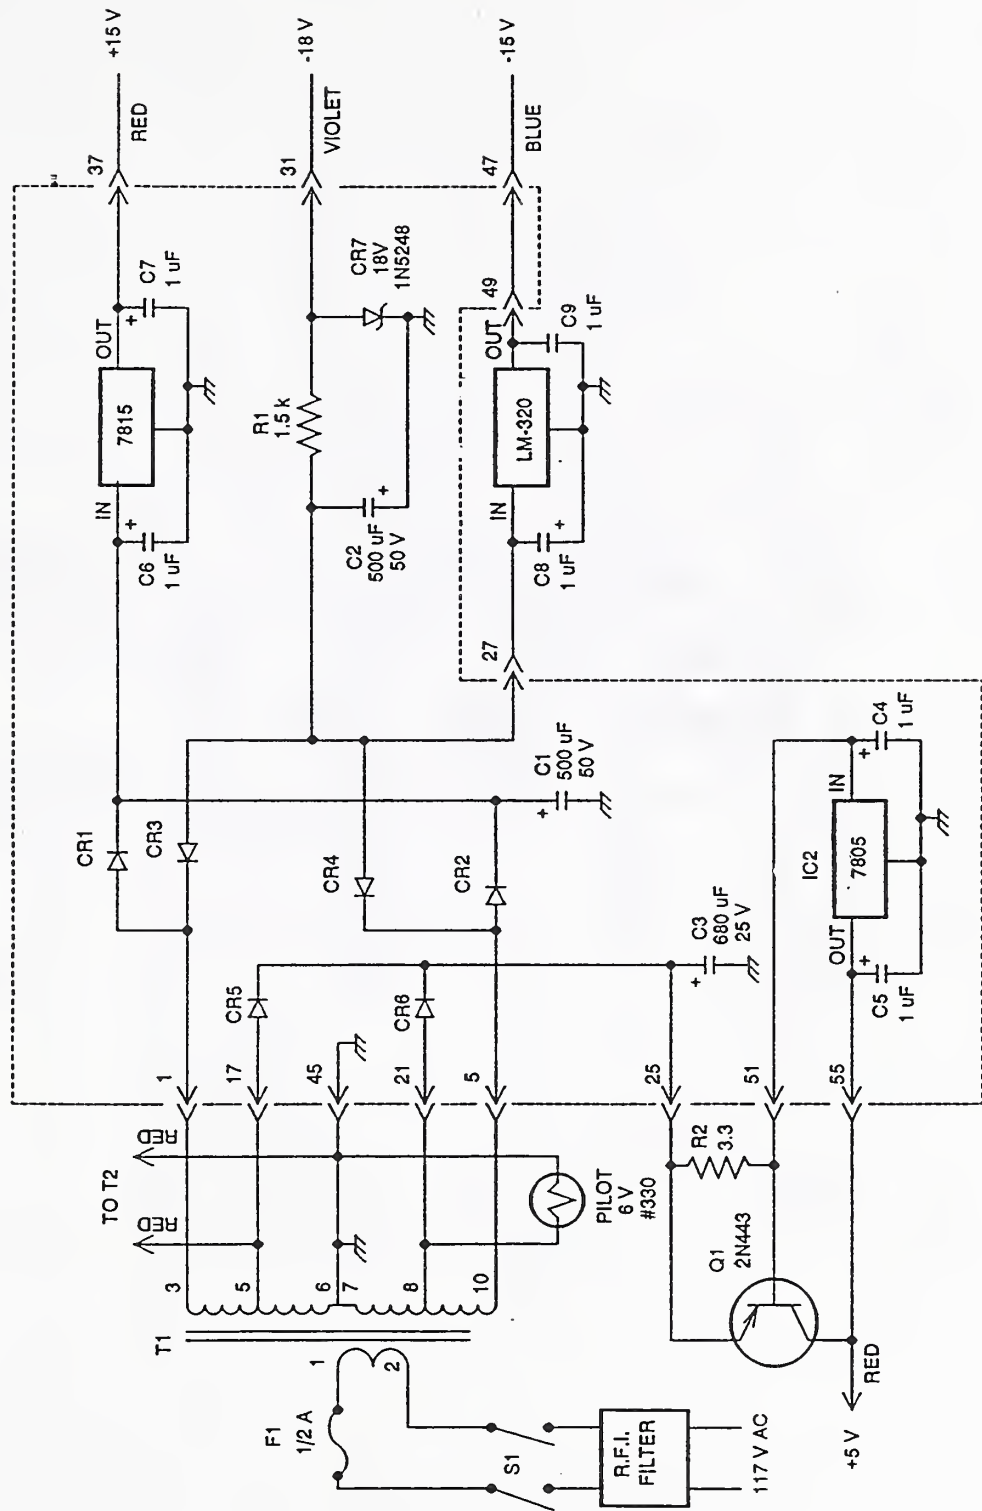 +15 V
RED
37
-18 V
VIOLET
31
-15 V
BLUE
47
49
C7
1 uF
OUT
7815
IN
C6
1 uF
CR7
18V
1N5248
R1
1.5 k
C2
500 uF
50 V
+
+
+
C9
1 uF
OUT
LM-320
IN
C8
1 uF
+
27
CR1
CR3
CR4
CR2
C1
500 uF
50 V
+
CR5
CR6
C3
680 uF
25 V
+
C4
1 uF
+
IN
IC2
7805
OUT
C5
1 uF
+
1
17
45
21
5
25
51
55
TO T2
RED
RED
PILOT
6 V
#330
R2
3.3
Q1
2N443
3
5
6
7
8
10
T1
1
2
F1
1/2 A
S1
R.F.I.
FILTER
117 V AC
RED
+5 V